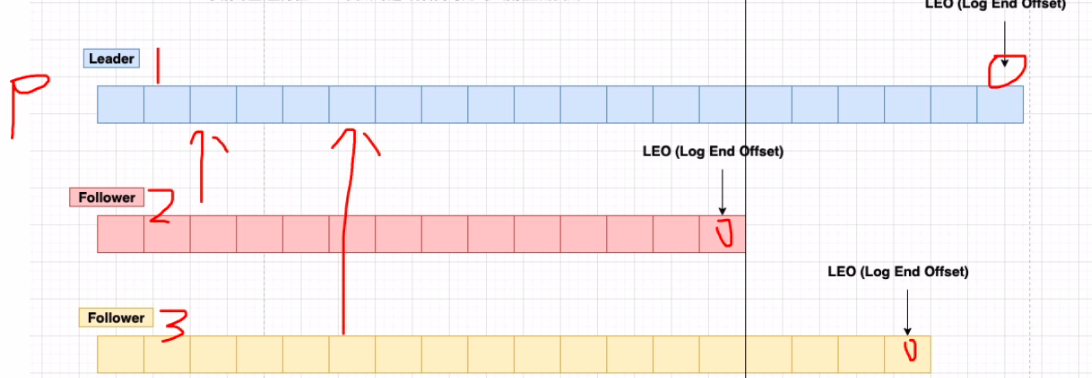 LEO (Log End Offset)
Leader
1
P
LEO (Log End Offset)
Follower
2
LEO (Log End Offset)
Follower
3